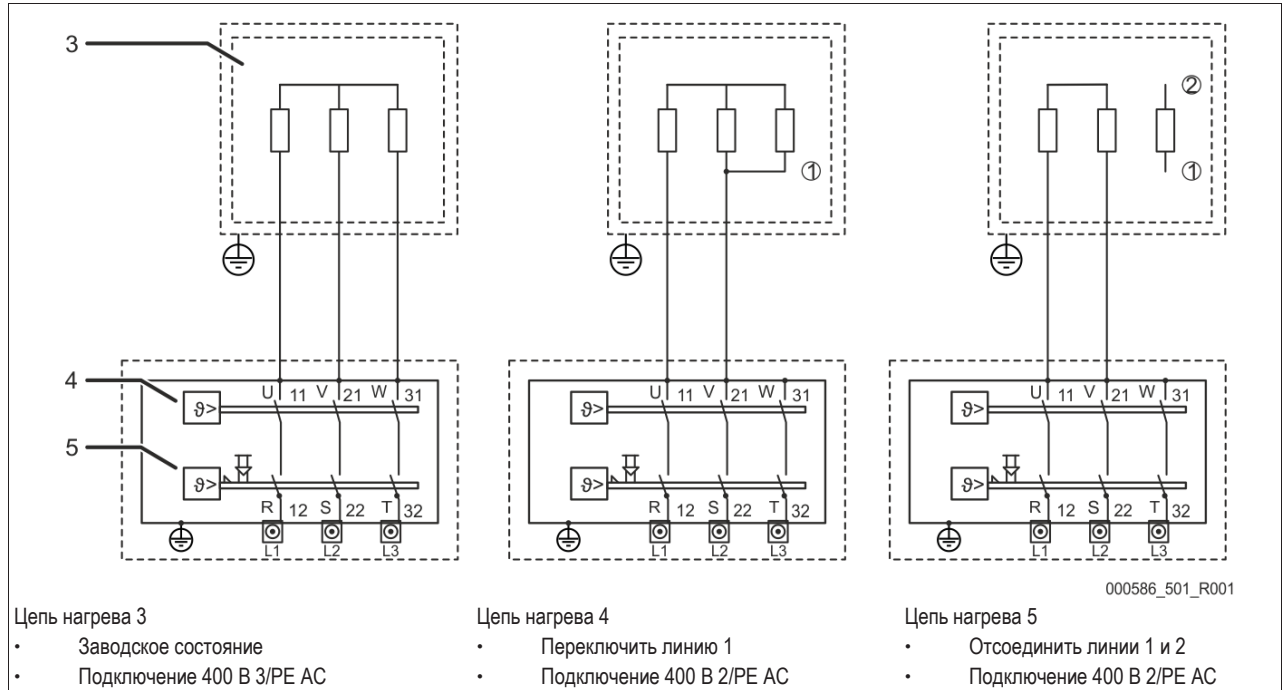 3
②
①
①
4
U 11 V 21 W 31
U 11 V 21 W 31
U 11 V 21 W 31
ϑ>
ϑ>
ϑ>
5
ϑ>
ϑ>
ϑ>
R 12 S 22 T 32
R 12 S 22 T 32
R 12 S 22 T 32
L1 L2 L3
L1 L2 L3
L1 L2 L3
000586_501_R001
Цепь нагрева 3
• Заводское состояние
• Подключение 400 В 3/PE AC
Цепь нагрева 4
• Переключить линию 1
• Подключение 400 В 2/PE AC
Цепь нагрева 5
• Отсоединить линии 1 и 2
• Подключение 400 В 2/PE AC